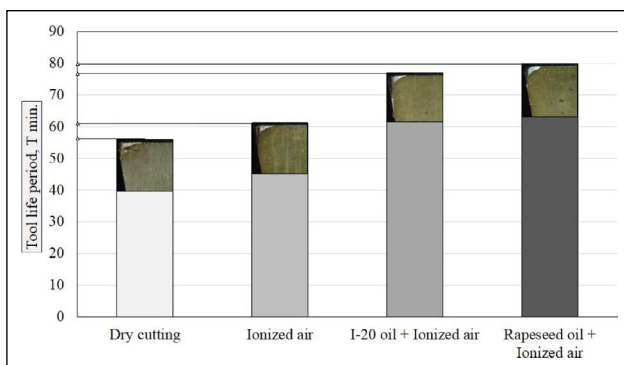 90
80
70
60
50
40
30
20
10
0
Tool life period, T min.
Dry cutting
Ionized air
I-20 oil + Ionized air
Rapeseed oil +
Ionized air